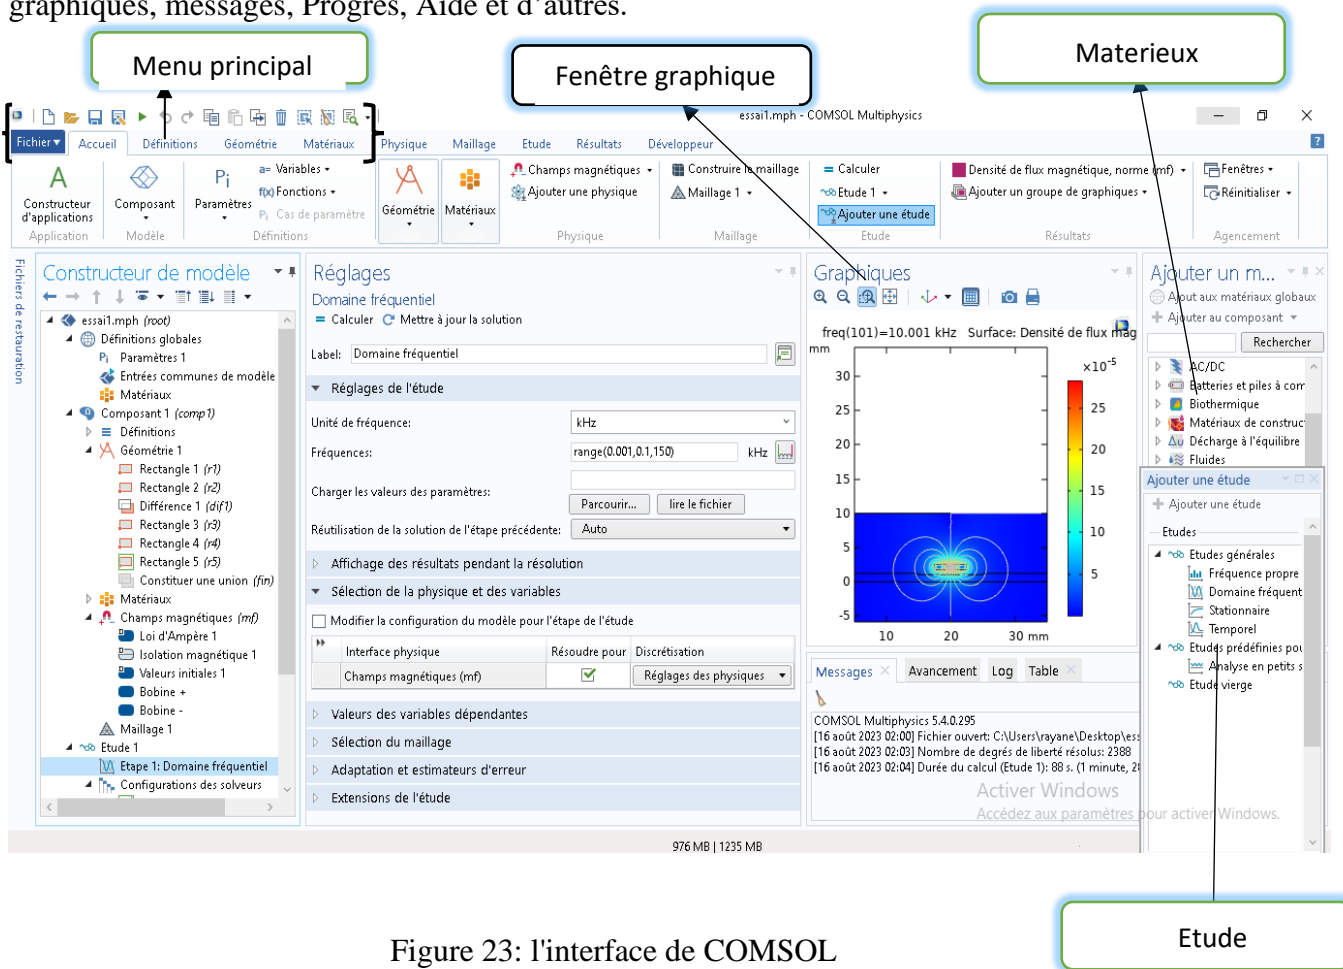 graphiques, messages, Progrès, Aide et d'autres.
Menu principal
Fenêtre graphique
Materieux
essai1.mph - COMSOL Multiphysics
Fichier Accueil Définitions Géométrie Matériaux Physique Maillage Etude Résultats Développeur
Constructeur d'applications
Application
Composant
Modèle
Pi
Paramètres
a= Variables
f(x) Fonctions
Pi Cas de paramètre
Définitions
Géométrie
Matériaux
Champs magnétiques
Ajouter une physique
Physique
Construire le maillage
Maillage 1
Maillage
= Calculer
Etude 1
Ajouter une étude
Etude
Densité de flux magnétique, norme (mf)
Ajouter un groupe de graphiques
Résultats
Fenêtres
Réinitialiser
Agencement
Fichiers de restauration
Constructeur de modèle
essai1.mph (root)
Définitions globales
Pi Paramètres 1
Entrées communes de modèle
Matériaux
Composant 1 (comp1)
Définitions
Géométrie 1
Rectangle 1 (r1)
Rectangle 2 (r2)
Différence 1 (dif1)
Rectangle 3 (r3)
Rectangle 4 (r4)
Rectangle 5 (r5)
Constituer une union (fin)
Matériaux
Champs magnétiques (mf)
Loi d'Ampère 1
Isolation magnétique 1
Valeurs initiales 1
Bobine +
Bobine -
Maillage 1
Etude 1
Etape 1: Domaine fréquentiel
Configurations des solveurs
Réglages
Domaine fréquentiel
= Calculer Mettre à jour la solution
Label: Domaine fréquentiel
Réglages de l'étude
Unité de fréquence: kHz
Fréquences: range(0.001,0.1,150) kHz
Charger les valeurs des paramètres:
Parcourir... lire le fichier
Réutilisation de la solution de l'étape précédente: Auto
Affichage des résultats pendant la résolution
Sélection de la physique et des variables
Modifier la configuration du modèle pour l'étape de l'étude
Interface physique Résoudre pour Discrétisation
Champs magnétiques (mf) Réglages des physiques
Valeurs des variables dépendantes
Sélection du maillage
Adaptation et estimateurs d'erreur
Extensions de l'étude
976 MB | 1235 MB
Graphiques
freq(101)=10.001 kHz Surface: Densité de flux mag
mm
×10⁻⁵
30
25
20
15
10
5
0
-5
10 20 30 mm
25
20
15
10
5
Messages Avancement Log Table
COMSOL Multiphysics 5.4.0.295
[16 août 2023 02:00] Fichier ouvert: C:\Users\rayane\Desktop\ess
[16 août 2023 02:03] Nombre de degrés de liberté résolus: 2388
[16 août 2023 02:04] Durée du calcul (Etude 1): 88 s. (1 minute, 2
Activer Windows
Accédez aux paramètres pour activer Windows.
Ajouter un m...
Ajout aux matériaux globaux
Ajouter au composant
Rechercher
AC/DC
Batteries et piles à com
Biothermique
Matériaux de construc
Décharge à l'équilibre
Fluides
Ajouter une étude
Ajouter une étude
Etudes
Etudes générales
Fréquence propre
Domaine fréquent
Stationnaire
Temporel
Etudes prédéfinies pou
Analyse en petits s
Etude vierge
Etude
Figure 23: l'interface de COMSOL